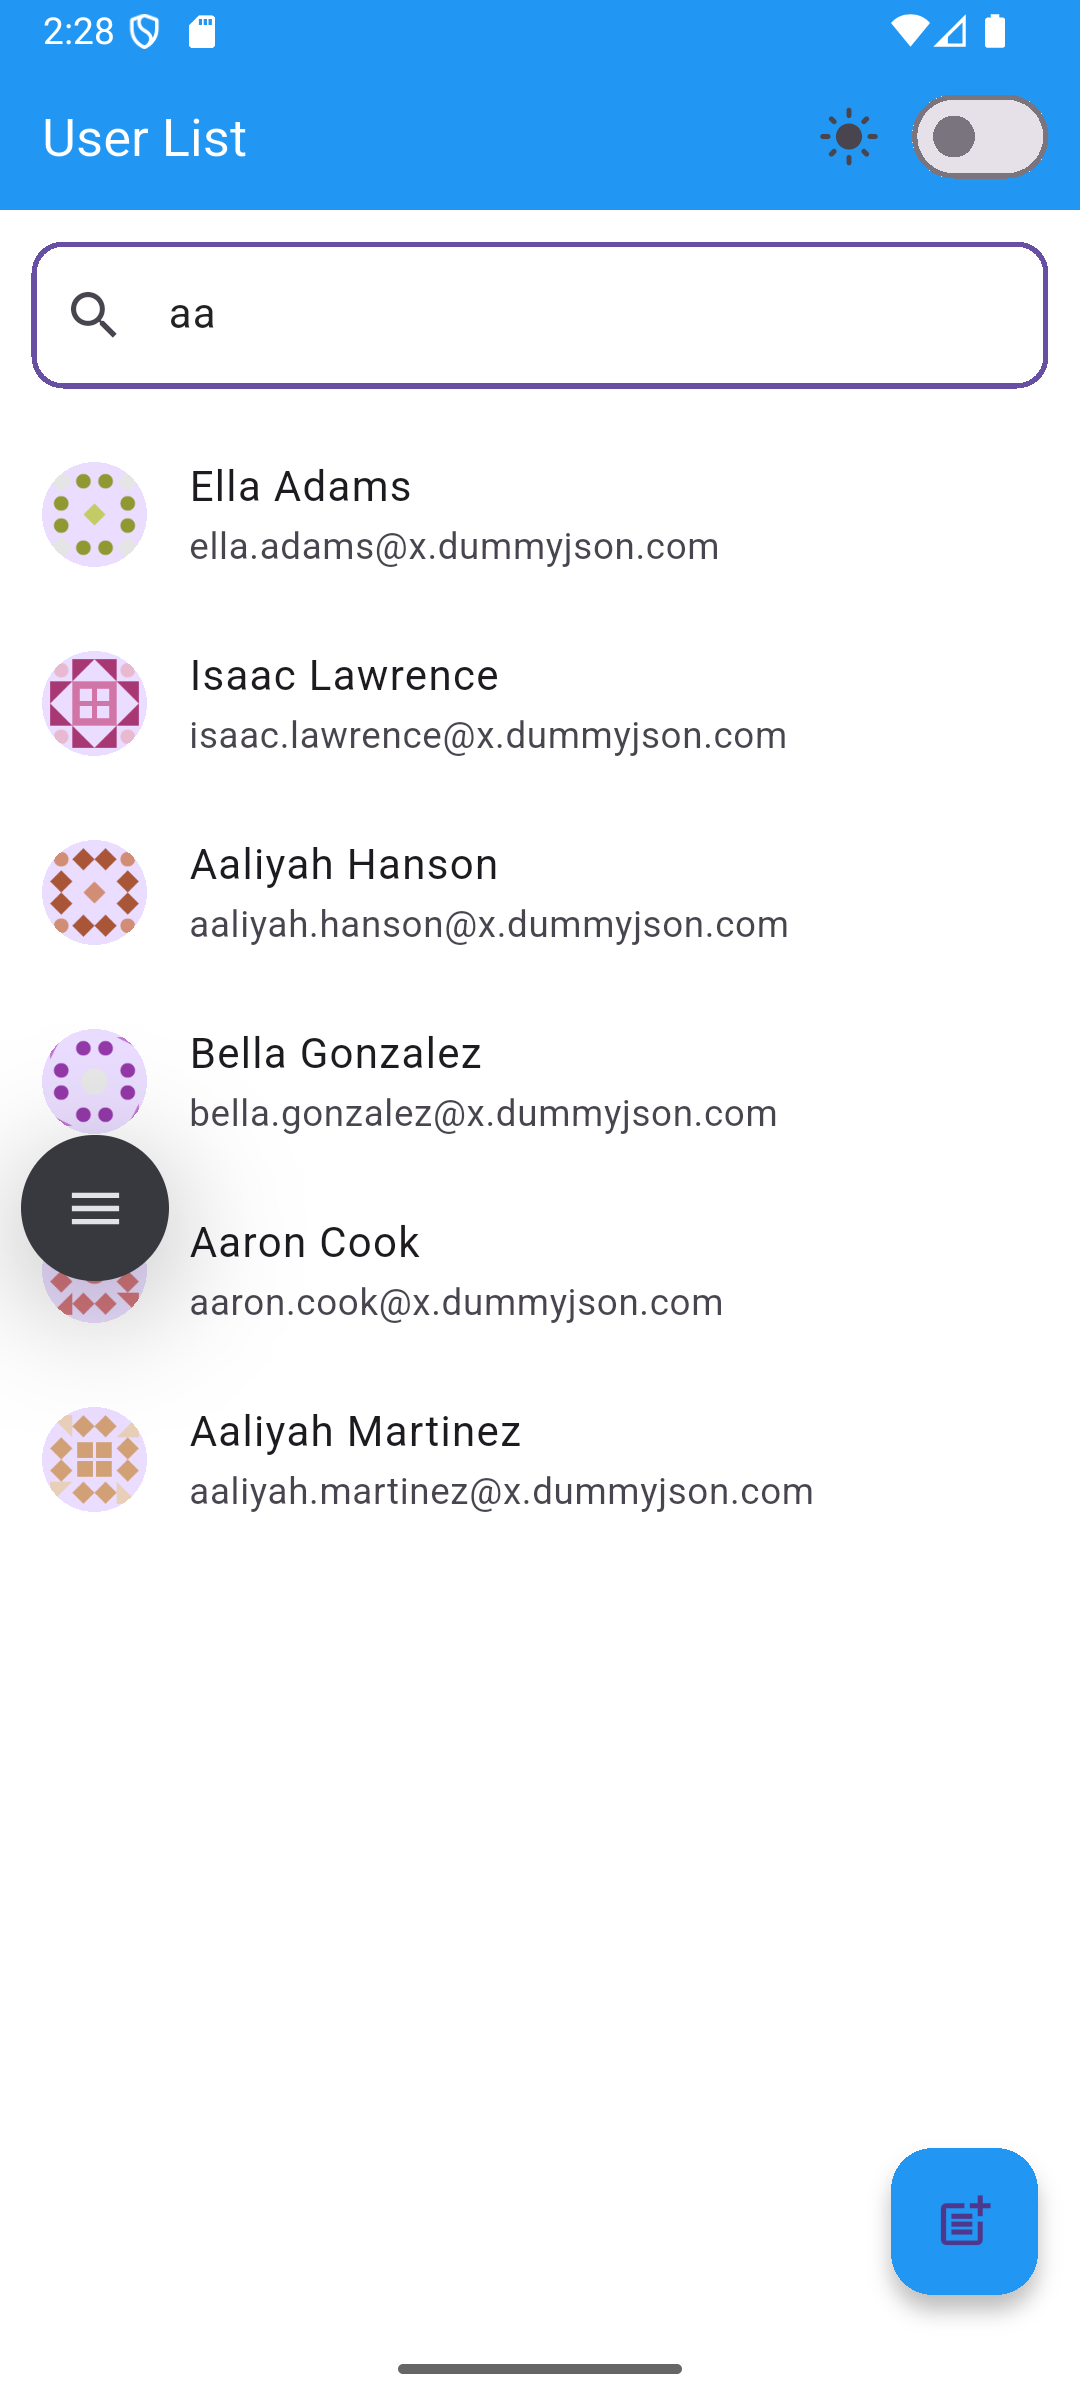 2:28
User List
aa
Ella Adams
ella.adams@x.dummyjson.com
Isaac Lawrence
isaac.lawrence@x.dummyjson.com
Aaliyah Hanson
aaliyah.hanson@x.dummyjson.com
Bella Gonzalez
bella.gonzalez@x.dummyjson.com
Aaron Cook
aaron.cook@x.dummyjson.com
Aaliyah Martinez
aaliyah.martinez@x.dummyjson.com